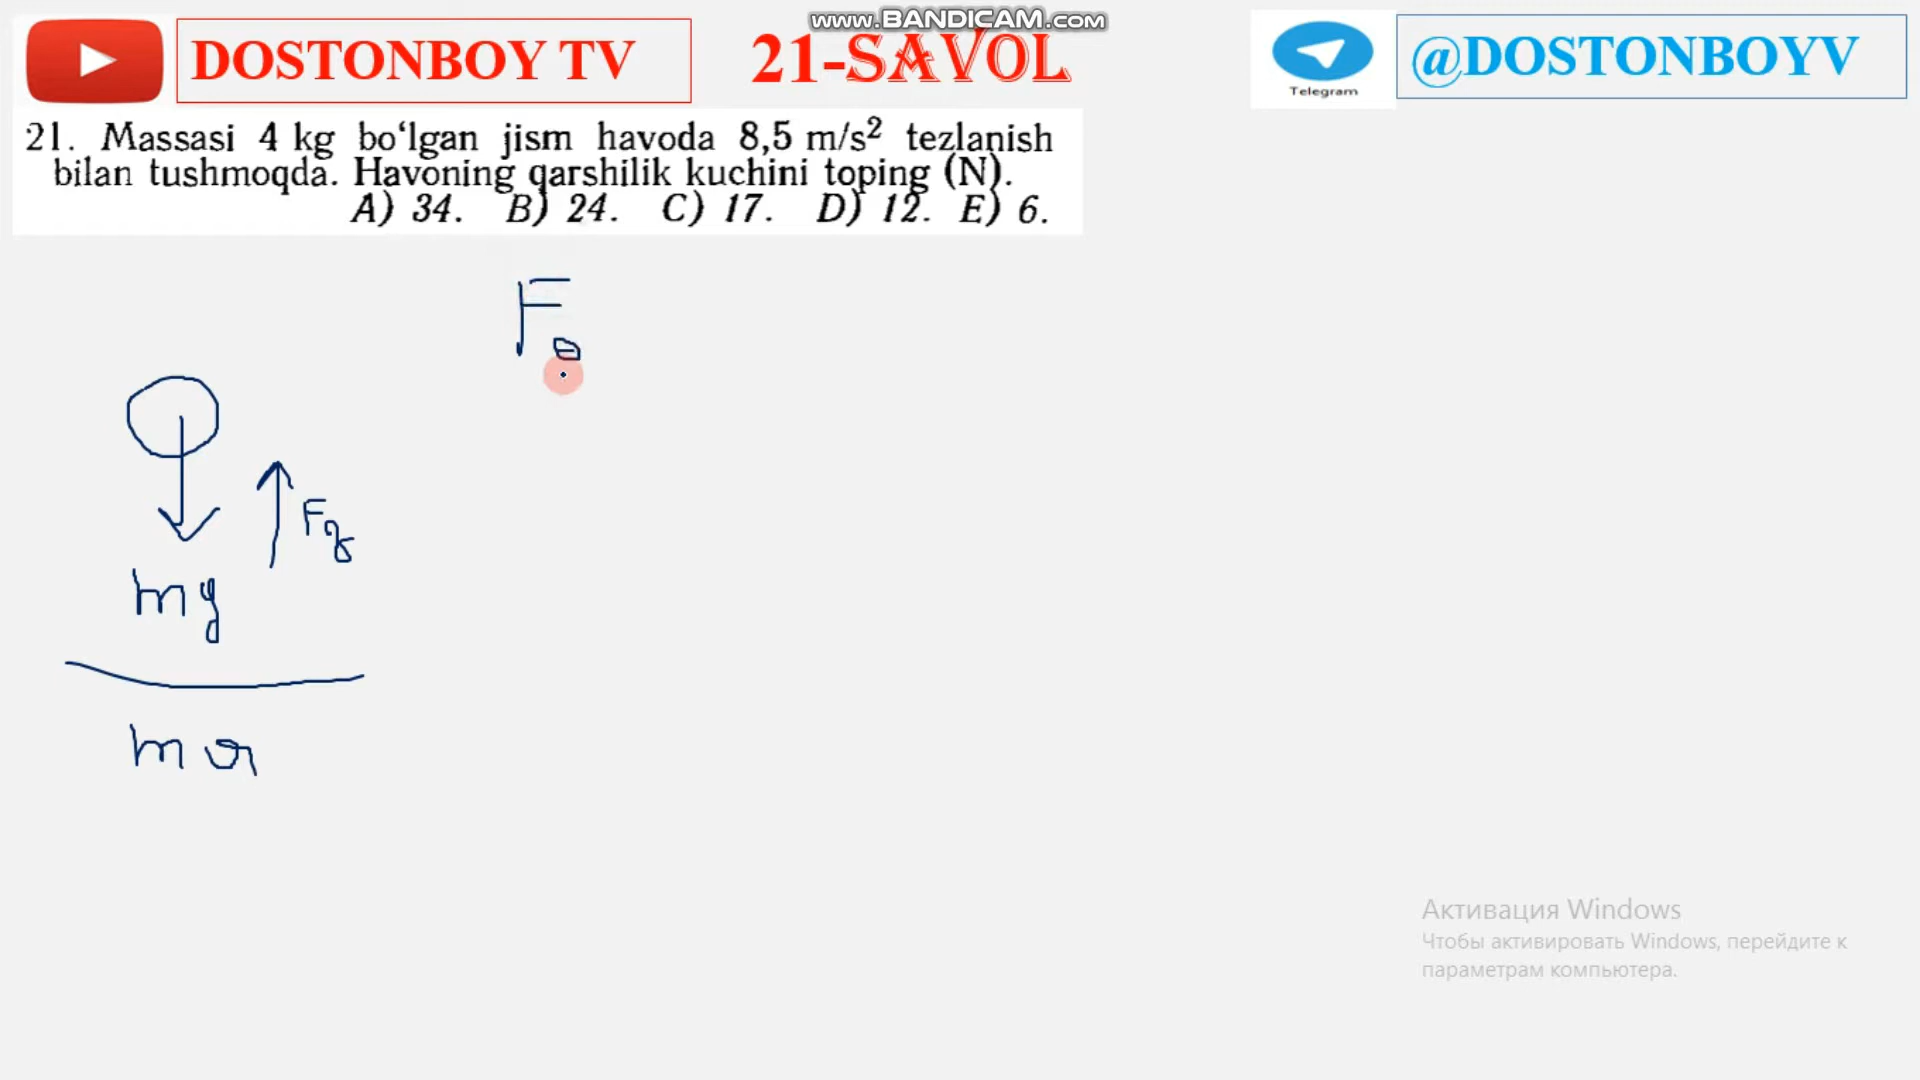 www.BANDICAM.com
DOSTONBOY TV
21-SAVOL
Telegram
@DOSTONBOYV
21. Massasi 4 kg bo‘lgan jism havoda 8,5 m/s² tezlanish
bilan tushmoqda. Havoning qarshilik kuchini toping (N).
A) 34. B) 24. C) 17. D) 12. E) 6.
F
Fq
mg
ma
Активация Windows
Чтобы активировать Windows, перейдите к
параметрам компьютера.